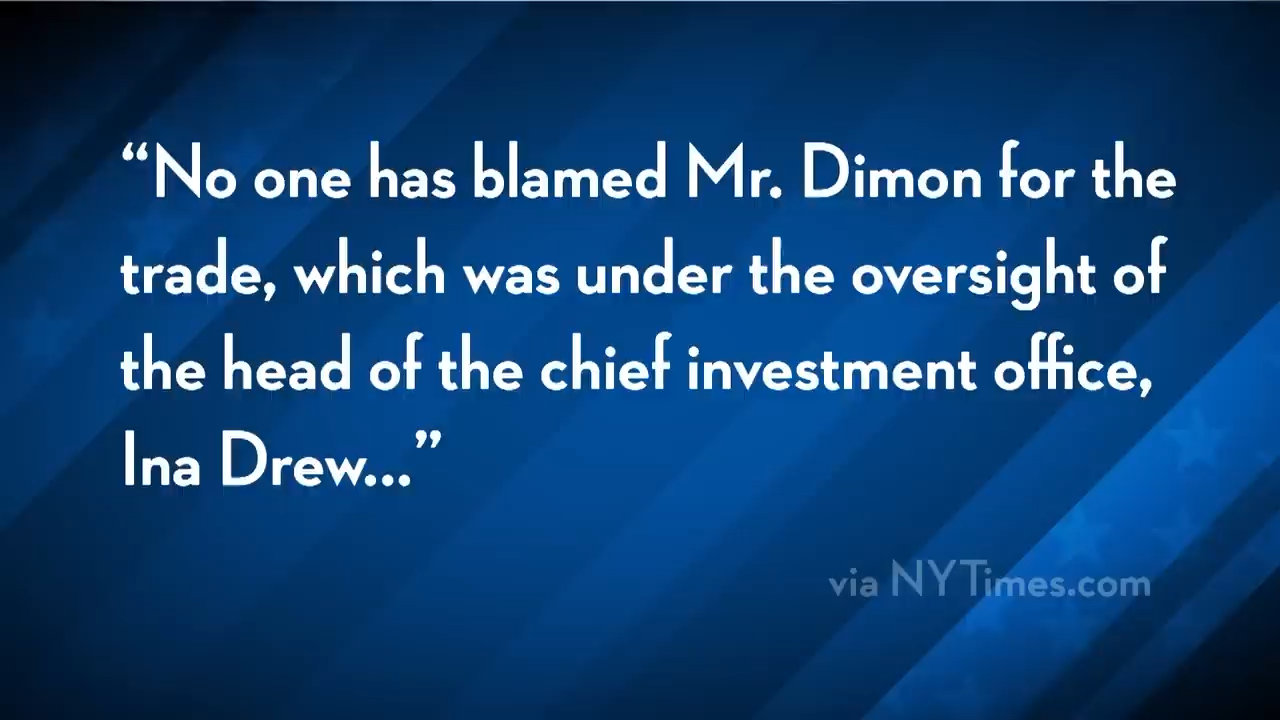 “No one has blamed Mr. Dimon for the
trade, which was under the oversight of
the head of the chief investment office,
Ina Drew...”
via NYTimes.com